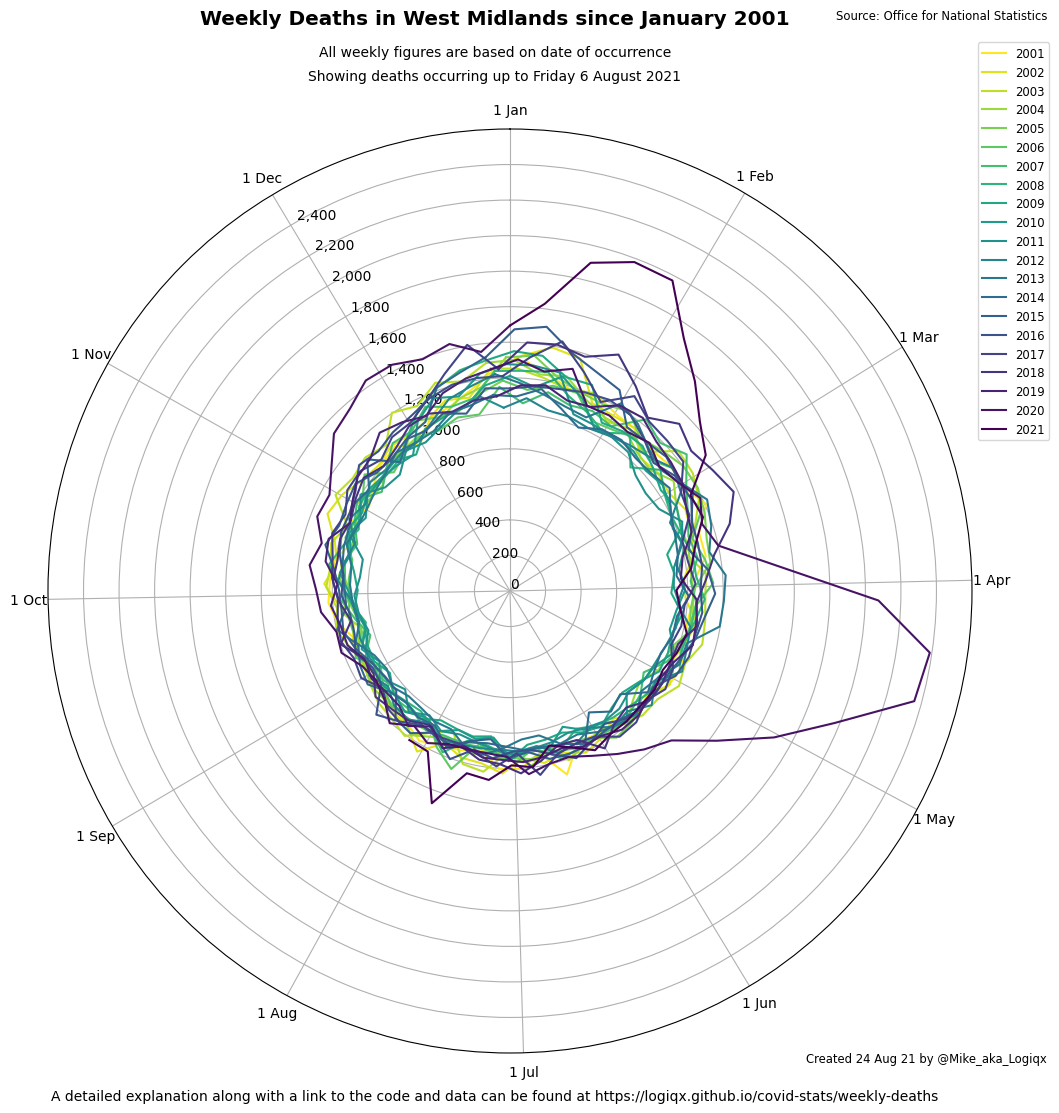 Weekly Deaths in West Midlands since January 2001
Source: Office for National Statistics
All weekly figures are based on date of occurrence
Showing deaths occurring up to Friday 6 August 2021
2001
2002
2003
2004
2005
2006
2007
2008
2009
2010
2011
2012
2013
2014
2015
2016
2017
2018
2019
2020
2021
1 Jan
1 Feb
1 Mar
1 Apr
1 May
1 Jun
1 Jul
1 Aug
1 Sep
1 Oct
1 Nov
1 Dec
2,400
2,200
2,000
1,800
1,600
1,400
1,200
1,000
800
600
400
200
0
Created 24 Aug 21 by @Mike_aka_Logiqx
A detailed explanation along with a link to the code and data can be found at https://logiqx.github.io/covid-stats/weekly-deaths